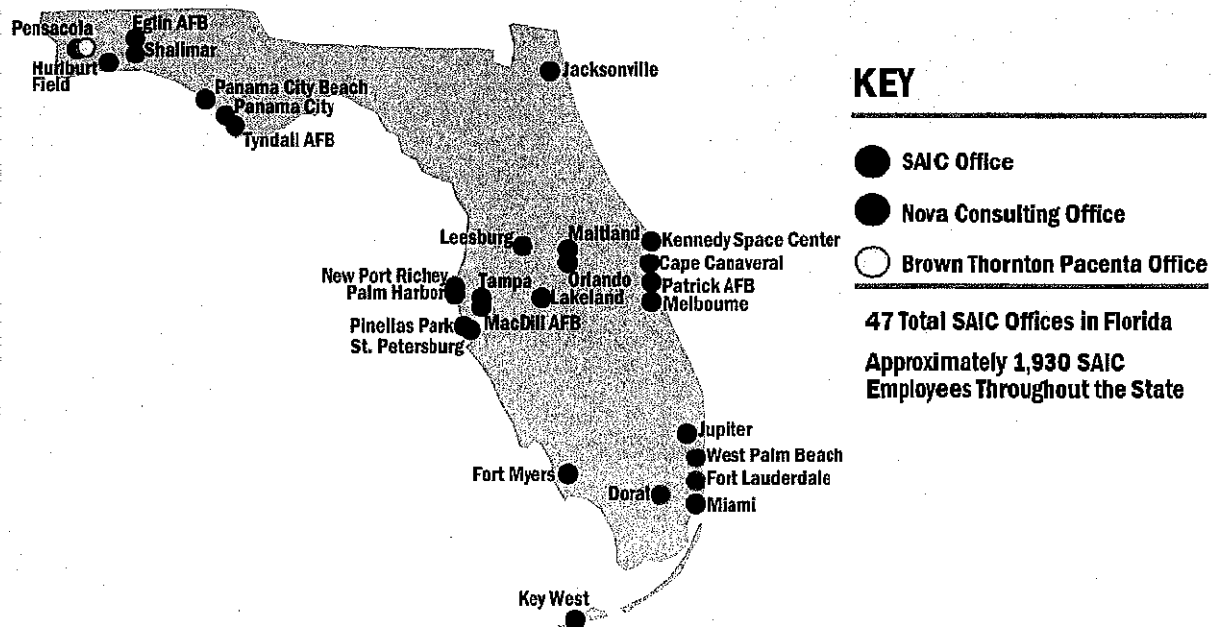 Pensacola
Eglin AFB
Shalimar
Hurlburt
Field
Panama City Beach
Panama City
Tyndall AFB
Jacksonville
Leesburg
Maitland
Orlando
Kennedy Space Center
Cape Canaveral
Patrick AFB
Melbourne
New Port Richey
Palm Harbor
Tampa
Lakeland
MacDill AFB
Pinellas Park
St. Petersburg
Jupiter
West Palm Beach
Fort Lauderdale
Fort Myers
Doral
Miami
Key West
KEY
SAIC Office
Nova Consulting Office
Brown Thornton Pacenta Office
47 Total SAIC Offices in Florida
Approximately 1,930 SAIC
Employees Throughout the State